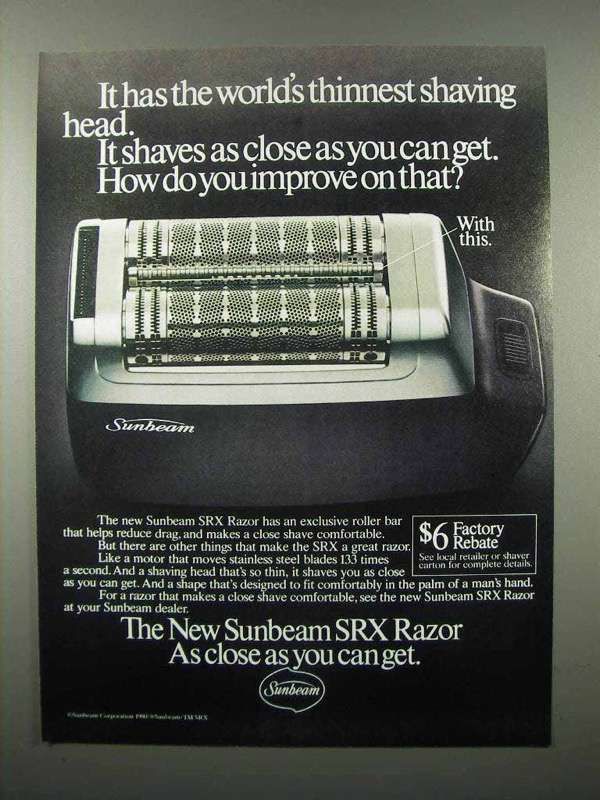 It has the world's thinnest shaving
head.
It shaves as close as you can get.
How do you improve on that?
With
this.
Sunbeam
The new Sunbeam SRX Razor has an exclusive roller bar
that helps reduce drag, and makes a close shave comfortable.
But there are other things that make the SRX a great razor.
Like a motor that moves stainless steel blades 133 times
a second. And a shaving head that's so thin, it shaves you as close
as you can get. And a shape that's designed to fit comfortably in the palm of a man's hand.
For a razor that makes a close shave comfortable, see the new Sunbeam SRX Razor
at your Sunbeam dealer.
$6 Factory
Rebate
See local retailer or shaver
carton for complete details.
The New Sunbeam SRX Razor
As close as you can get.
Sunbeam
©Sunbeam Corporation 1980 ®Sunbeam TM SRX